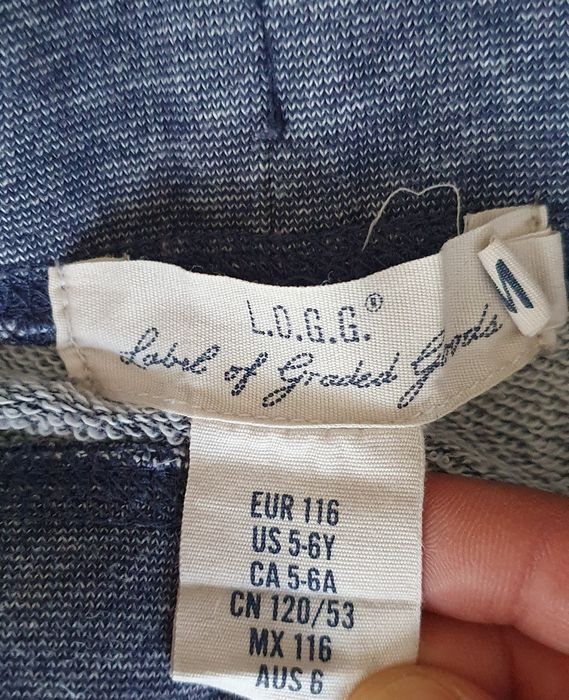 L.O.G.G.®
Label of Graded Goods
EUR 116
US 5-6Y
CA 5-6A
CN 120/53
MX 116
AUS 6